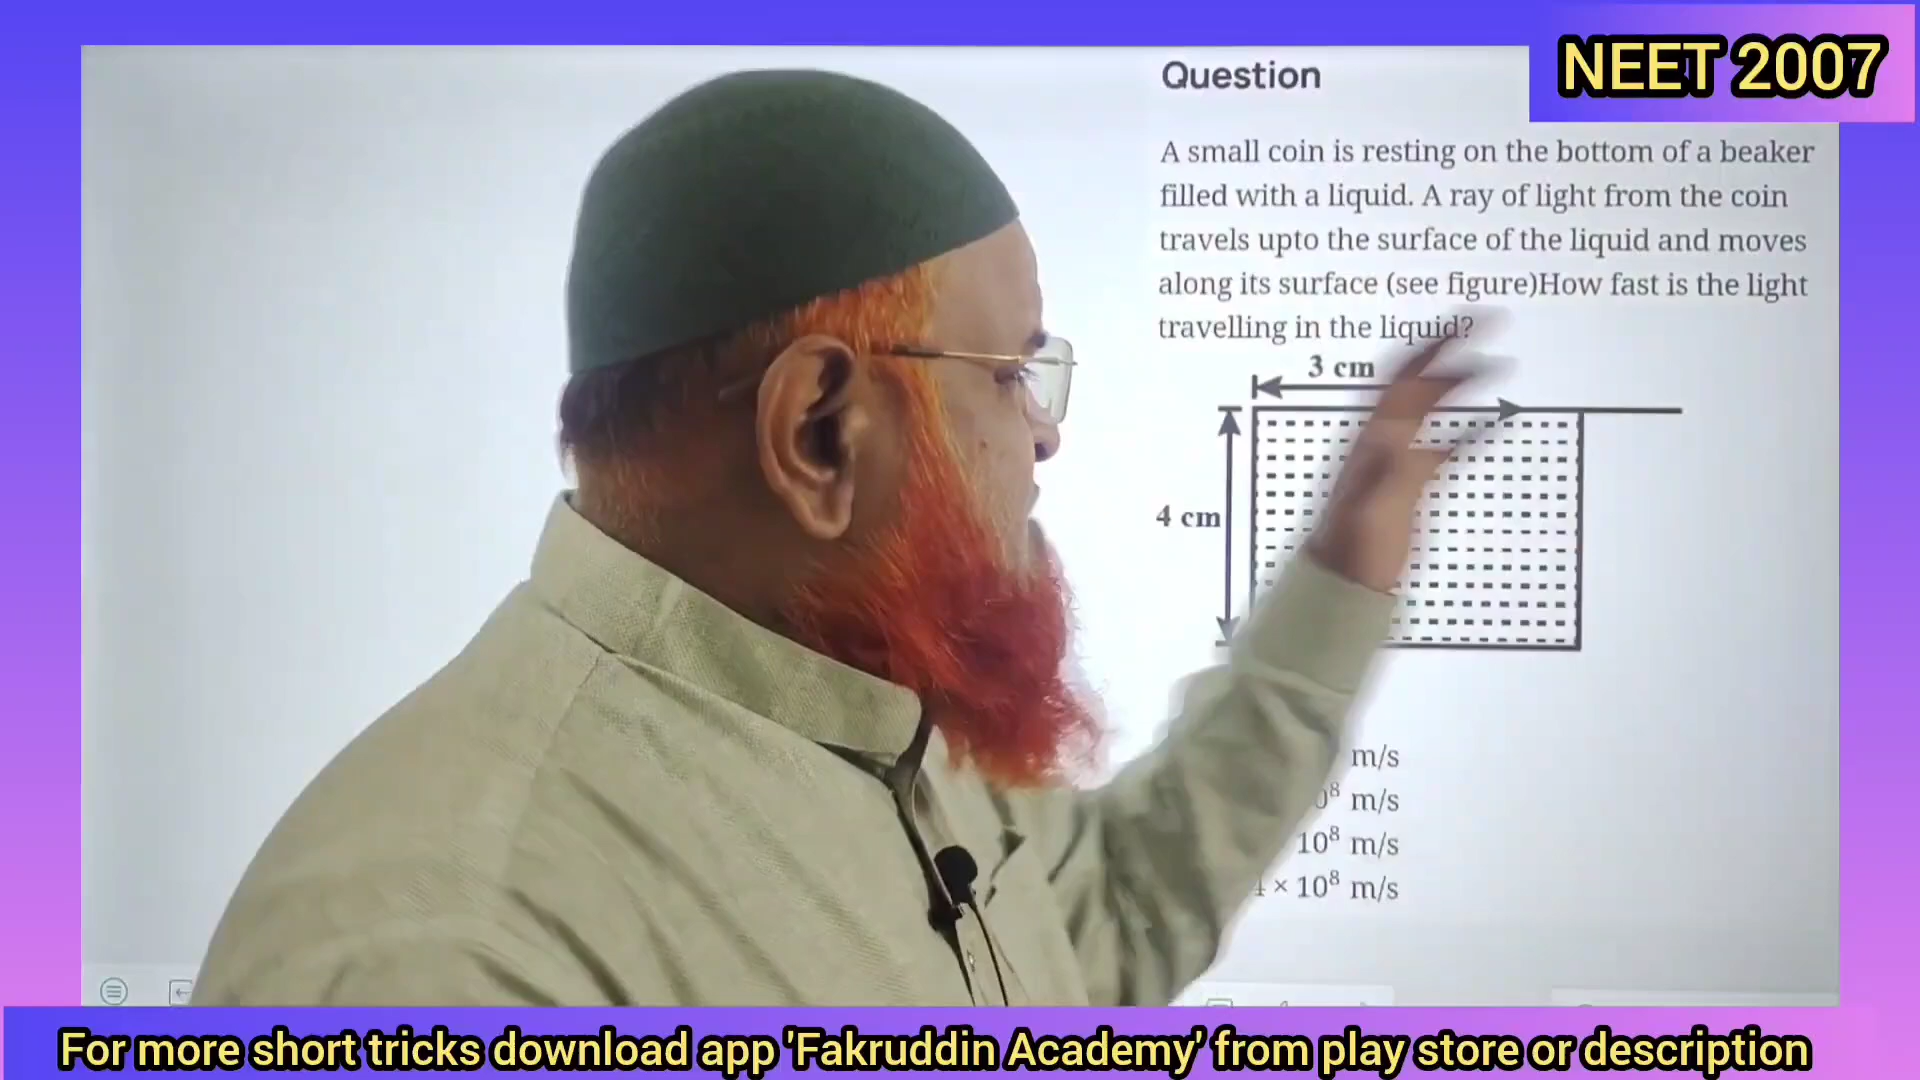 NEET 2007
Question
A small coin is resting on the bottom of a beaker
filled with a liquid. A ray of light from the coin
travels upto the surface of the liquid and moves
along its surface (see figure)How fast is the light
travelling in the liquid?
3 cm
4 cm
m/s
0⁸ m/s
10⁸ m/s
4 × 10⁸ m/s
For more short tricks download app 'Fakruddin Academy' from play store or description